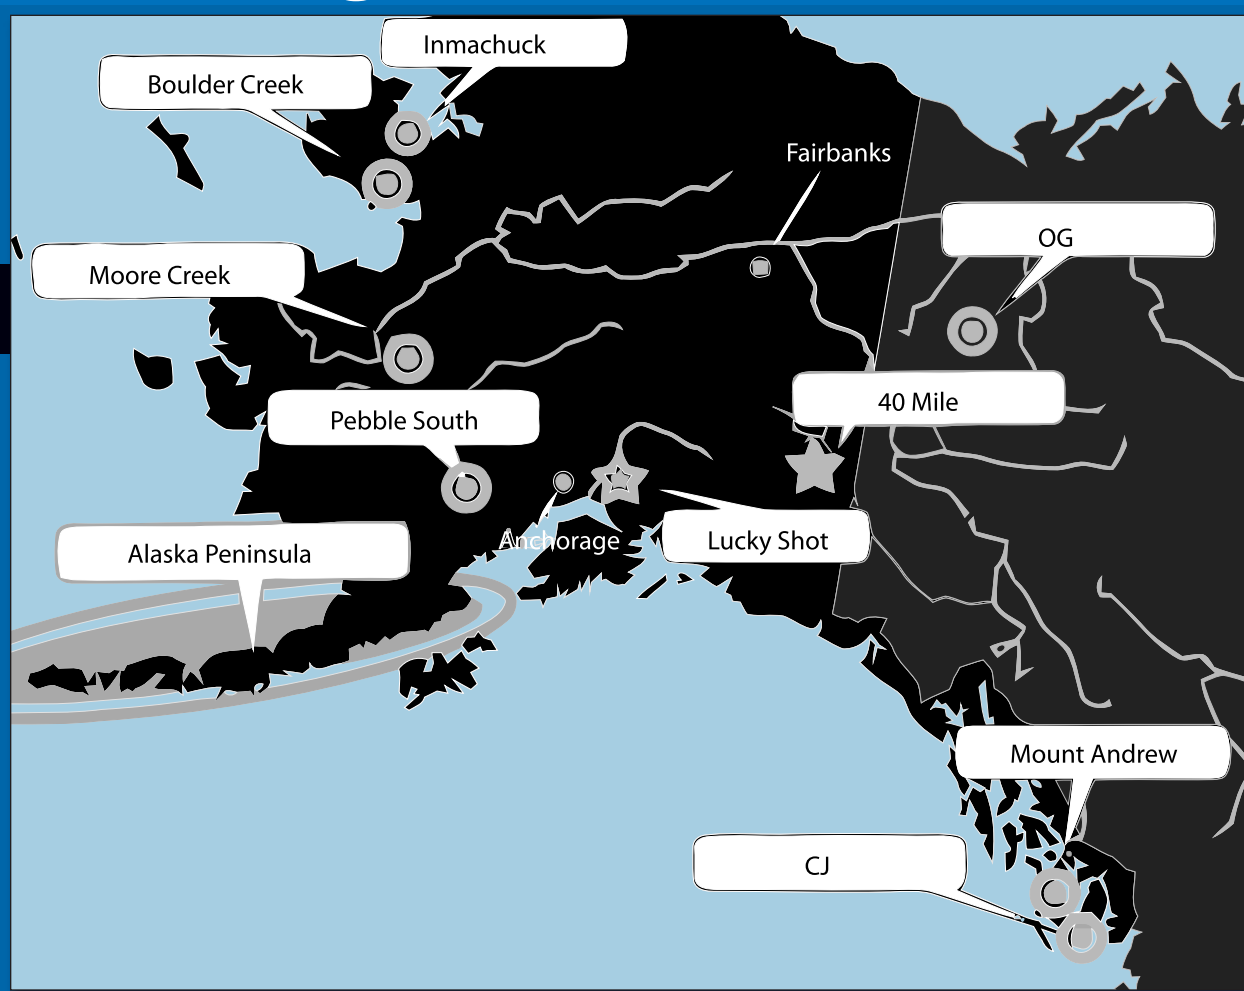 Inmachuck
Boulder Creek
Fairbanks
OG
Moore Creek
40 Mile
Pebble South
Anchorage
Lucky Shot
Alaska Peninsula
Mount Andrew
CJ